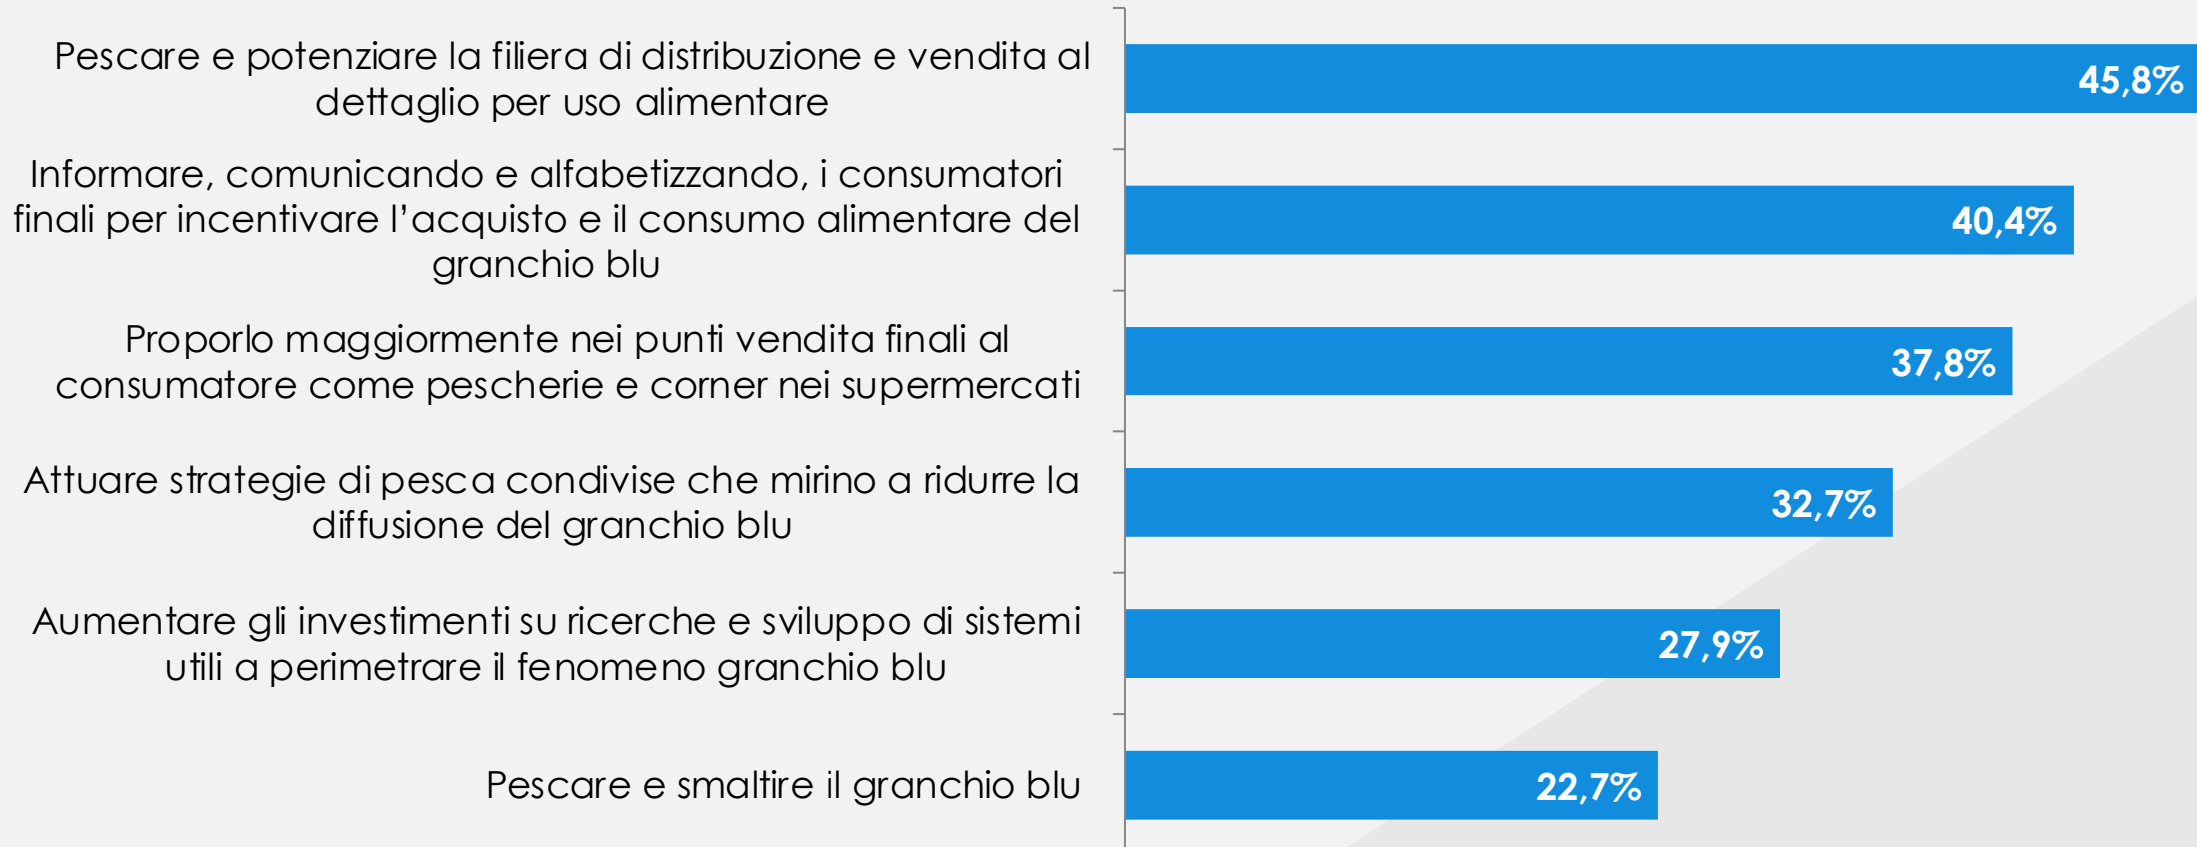 Pescare e potenziare la filiera di distribuzione e vendita al
dettaglio per uso alimentare
45,8%
Informare, comunicando e alfabetizzando, i consumatori
finali per incentivare l’acquisto e il consumo alimentare del
granchio blu
40,4%
Proporlo maggiormente nei punti vendita finali al
consumatore come pescherie e corner nei supermercati
37,8%
Attuare strategie di pesca condivise che mirino a ridurre la
diffusione del granchio blu
32,7%
Aumentare gli investimenti su ricerche e sviluppo di sistemi
utili a perimetrare il fenomeno granchio blu
27,9%
Pescare e smaltire il granchio blu
22,7%